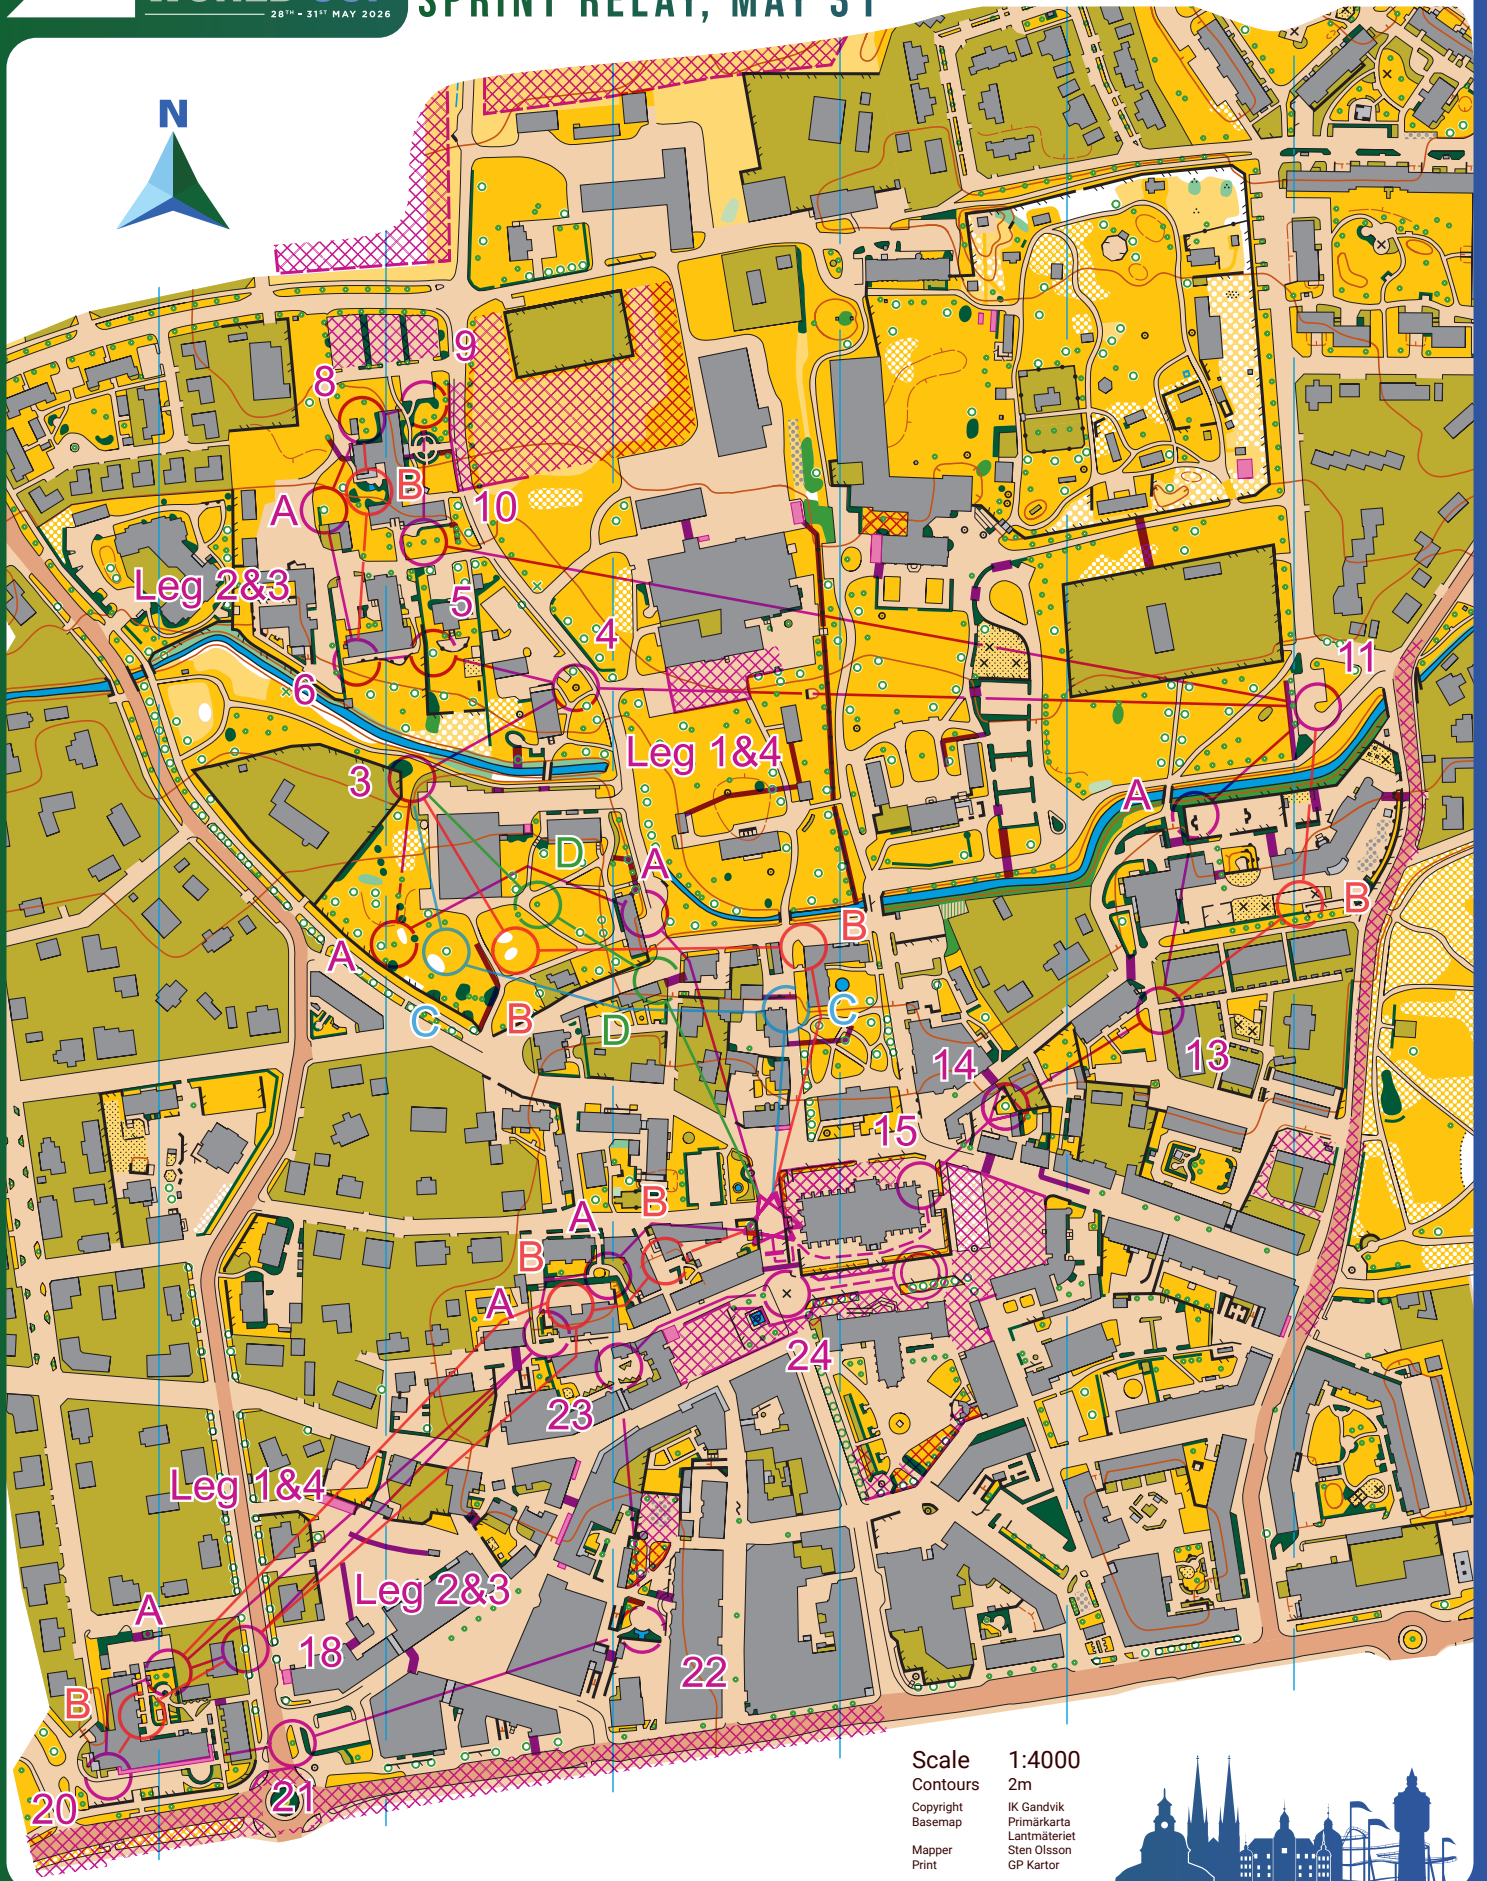 28TH - 31ST MAY 2026
SPRINT RELAY, MAY 31
N
9
8
A
B
10
Leg 2&3
5
4
6
11
3
Leg 1&4
A
D
A
A
B
B
C
B
D
C
14
13
15
A
B
B
A
24
23
Leg 1&4
Leg 2&3
A
18
B
22
20
21
Scale 1:4000
Contours 2m
Copyright IK Gandvik
Basemap Primärkarta
Lantmäteriet
Mapper Sten Olsson
Print GP Kartor